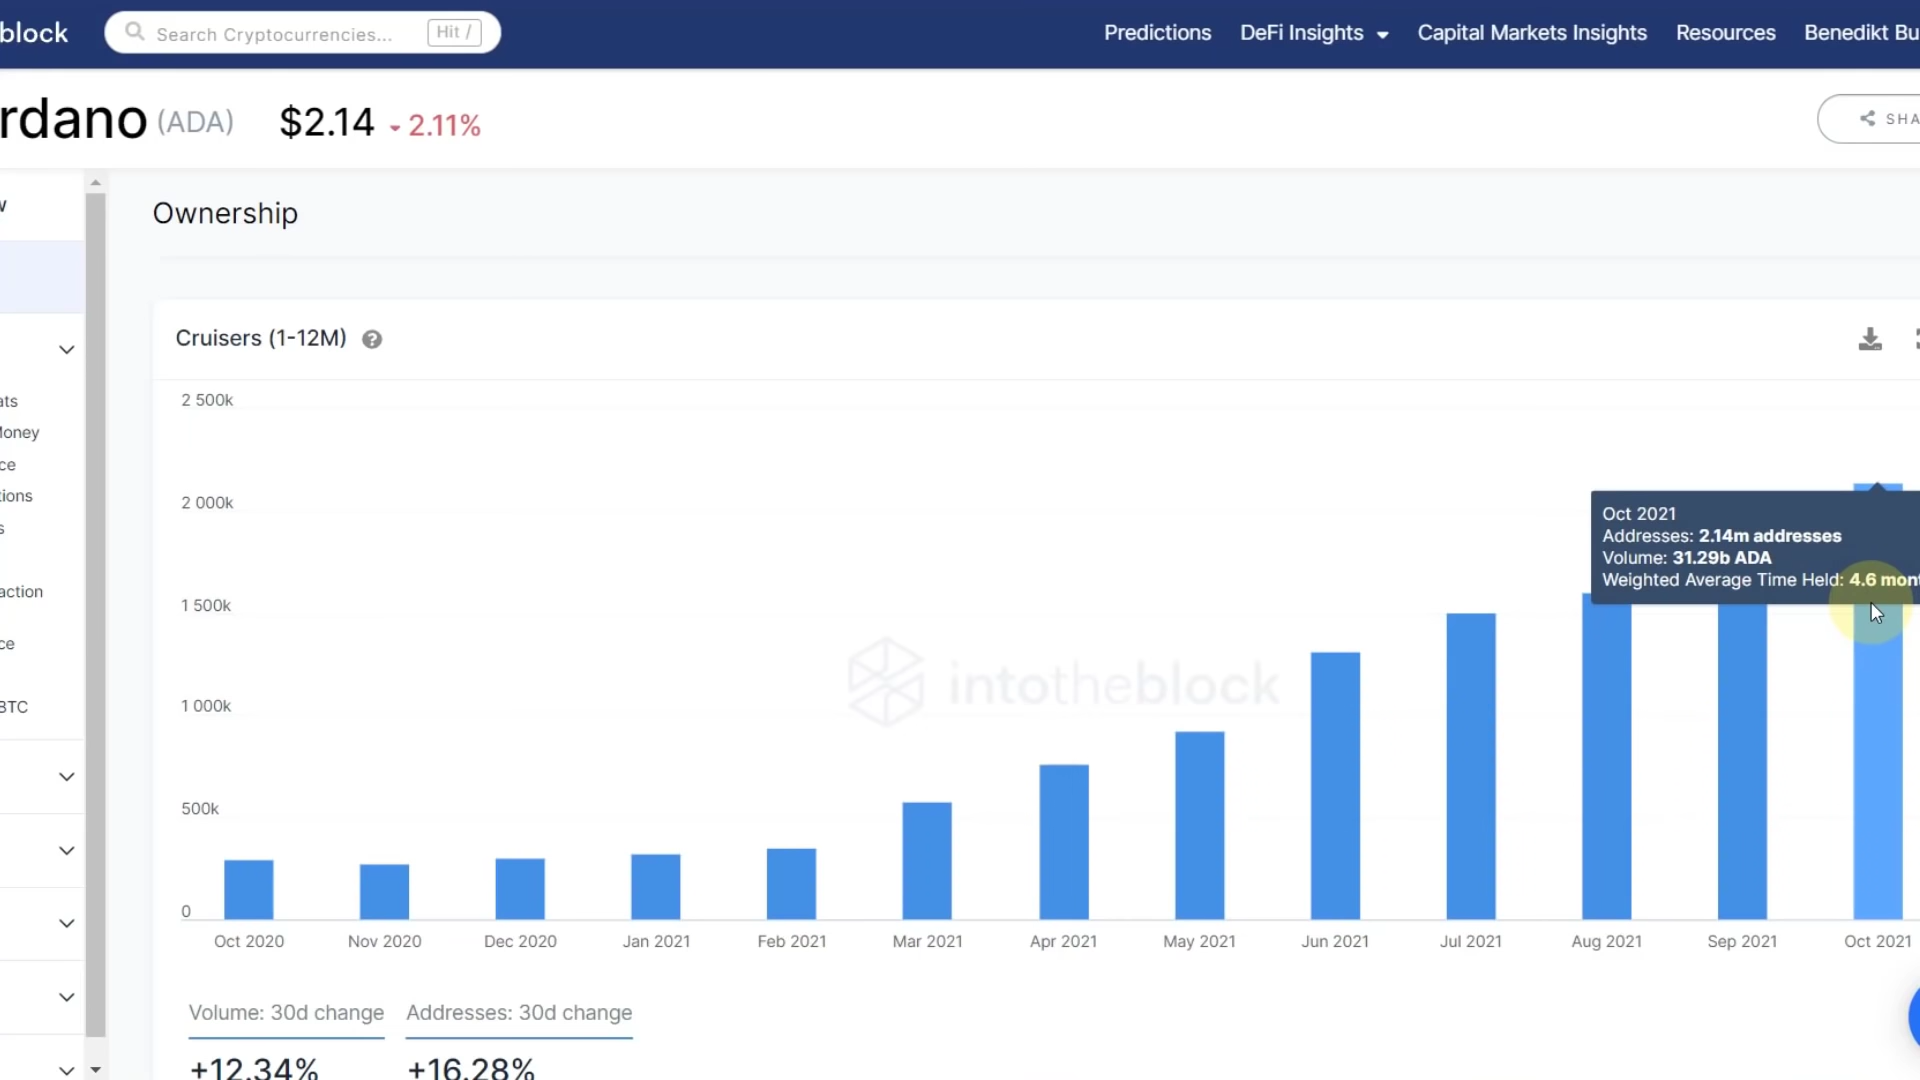 block
Search Cryptocurrencies...
Hit /
Predictions
DeFi Insights
Capital Markets Insights
Resources
Benedikt Bu
rdano (ADA) $2.14 2.11%
SHA
w
Ownership
Cruisers (1-12M) ?
ats
Money
ce
tions
s
action
ce
BTC
2 500k
2 000k
1 500k
1 000k
500k
0
Oct 2021
Addresses: 2.14m addresses
Volume: 31.29b ADA
Weighted Average Time Held: 4.6 mont
intotheblock
Oct 2020
Nov 2020
Dec 2020
Jan 2021
Feb 2021
Mar 2021
Apr 2021
May 2021
Jun 2021
Jul 2021
Aug 2021
Sep 2021
Oct 2021
Volume: 30d change
+12.34%
Addresses: 30d change
+16.28%